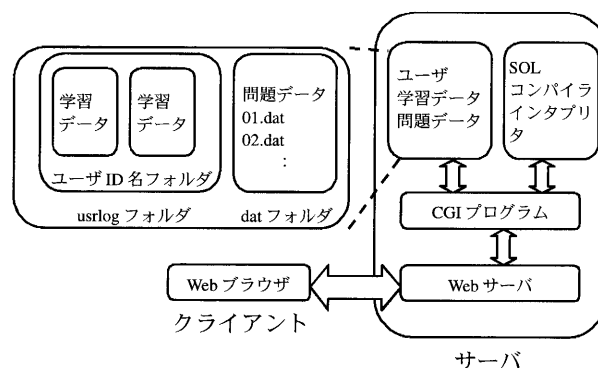 学習
データ
学習
データ
ユーザ ID 名フォルダ
usrlog フォルダ
問題データ
01.dat
02.dat
:
dat フォルダ
ユーザ
学習データ
問題データ
SOL
コンパイラ
インタプリ
タ
CGI プログラム
Web ブラウザ
Web サーバ
クライアント
サーバ